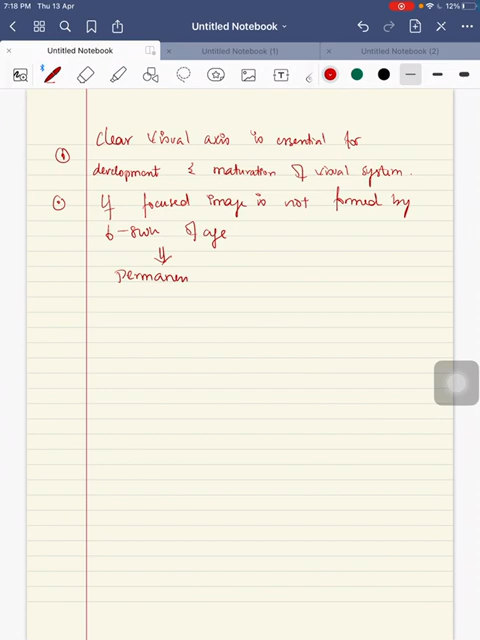 7:18 PM Thu 13 Apr
12%
Untitled Notebook
Untitled Notebook
Untitled Notebook (1)
Untitled Notebook (2)
clear visual axis is essential for
development & maturation of visual system.
If focused image is not formed by
6-8wk of age
⇓
Permanen